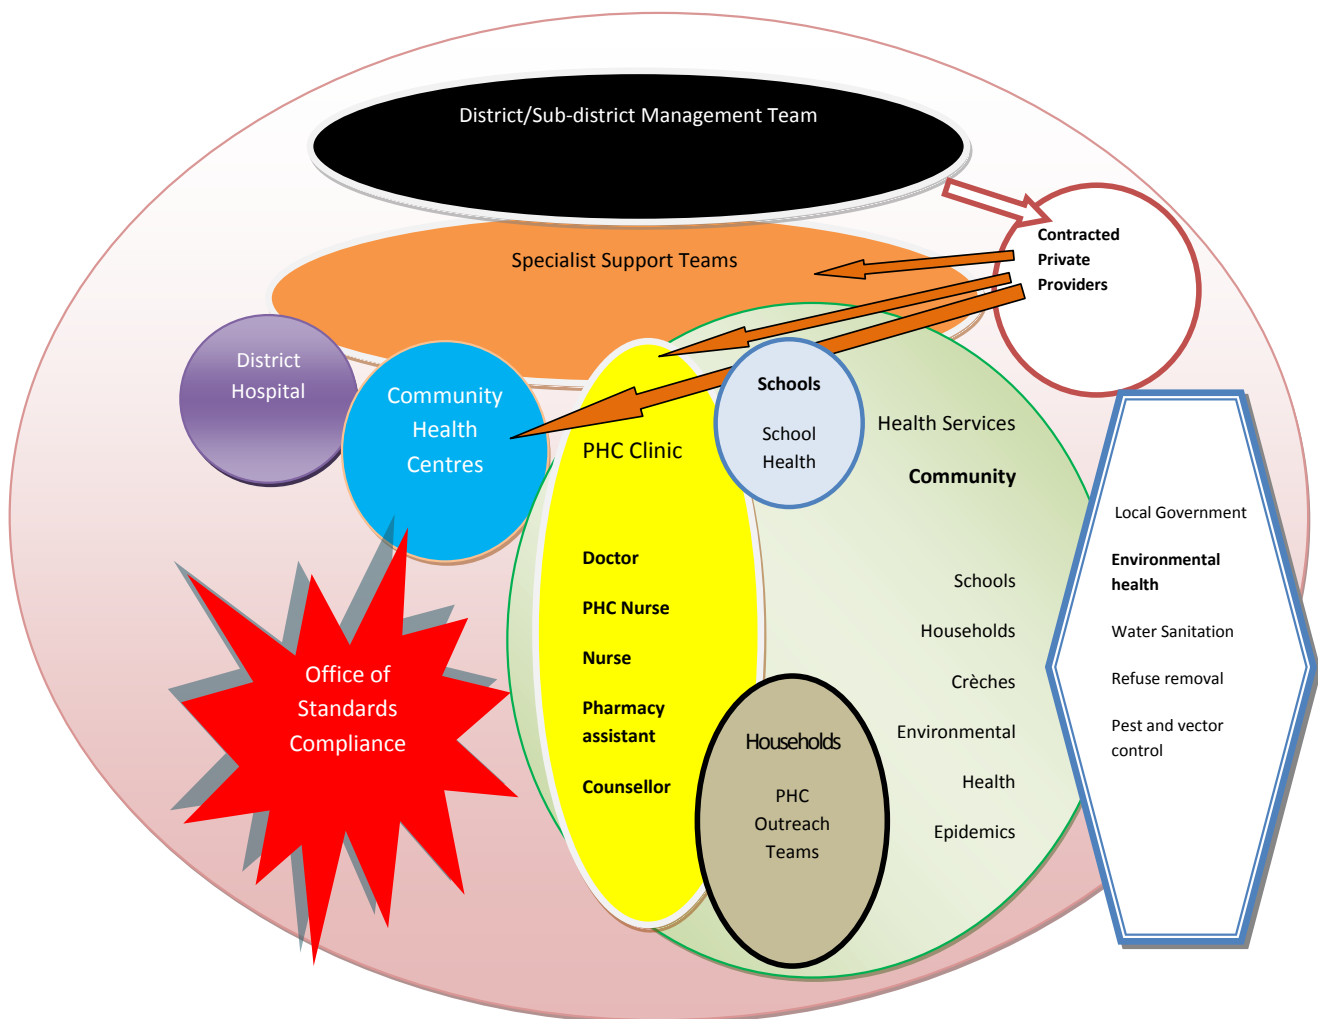 District/Sub-district Management Team
Specialist Support Teams
Contracted
Private
Providers
District
Hospital
Community
Health
Centres
PHC Clinic
Doctor
PHC Nurse
Nurse
Pharmacy
assistant
Counsellor
Schools
School
Health
Health Services
Community
Schools
Households
Crèches
Environmental
Health
Epidemics
Households
PHC
Outreach
Teams
Office of
Standards
Compliance
Local Government
Environmental
health
Water Sanitation
Refuse removal
Pest and vector
control